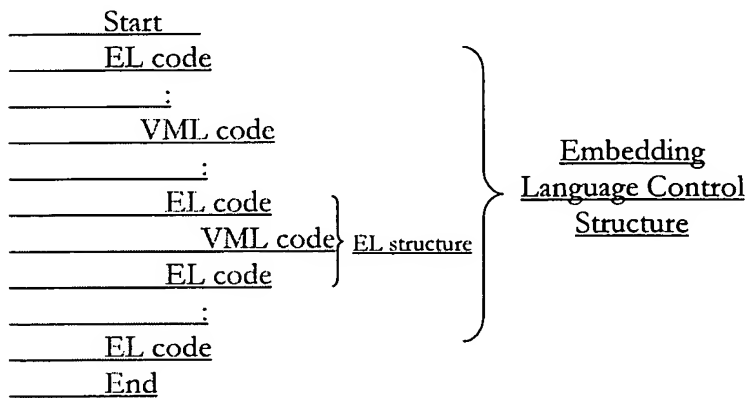 Start
EL code
:
VML code
:
EL code
VML code
EL code
:
EL code
End
EL structure
Embedding
Language Control
Structure